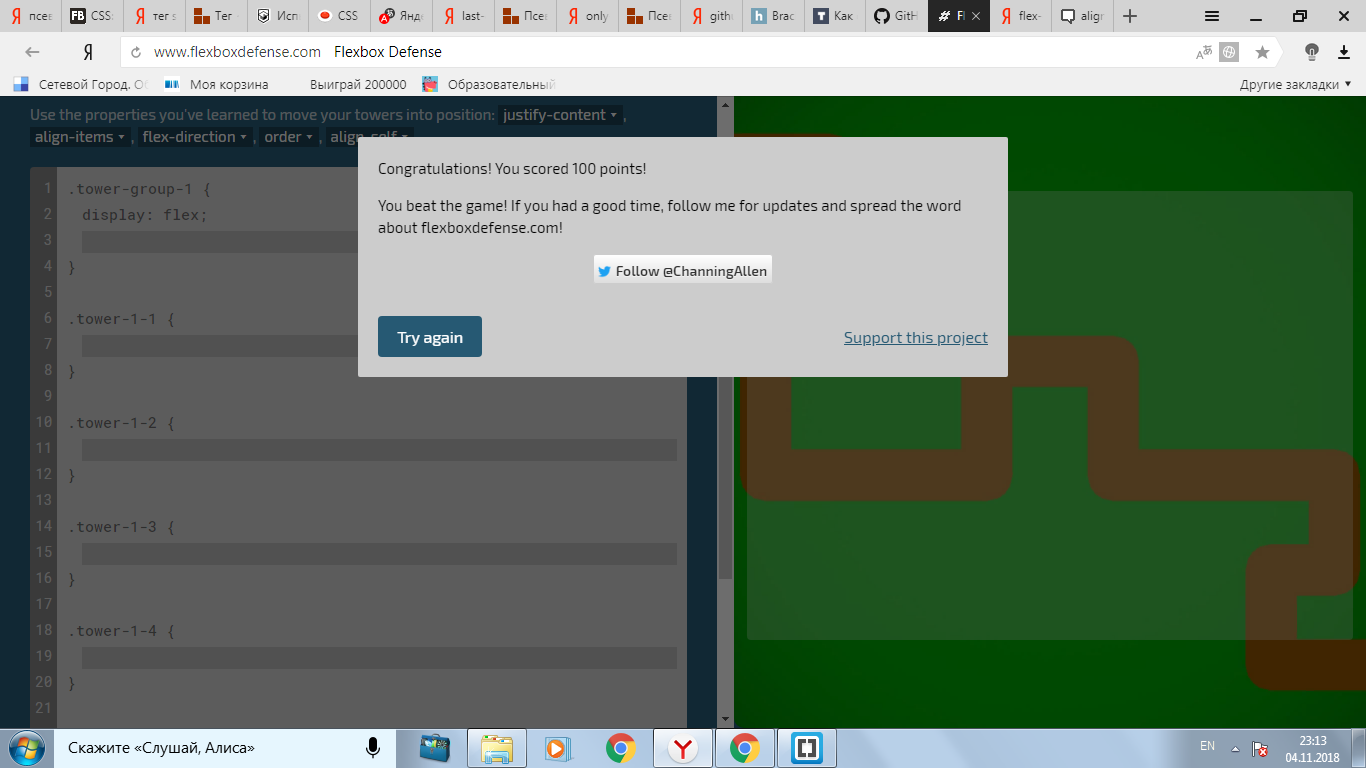 псев
CSS:
тег s
Тег
Испо
CSS
Янде
last-
Псе
only
Псе
githu
Brac
Как
GitH
Fl
flex-
align
www.flexboxdefense.com Flexbox Defense
Сетевой Город, ОО
Моя корзина
Выиграй 200000
Образовательный
Другие закладки
Use the properties you've learned to move your towers into position: justify-content ,
align-items , flex-direction , order , align-self
1 .tower-group-1 {
2 display: flex;
3
4 }
5
6 .tower-1-1 {
7
8 }
9
10 .tower-1-2 {
11
12 }
13
14 .tower-1-3 {
15
16 }
17
18 .tower-1-4 {
19
20 }
21
Congratulations! You scored 100 points!
You beat the game! If you had a good time, follow me for updates and spread the word
about flexboxdefense.com!
Follow @ChanningAllen
Try again
Support this project
Скажите «Слушай, Алиса»
EN
23:13
04.11.2018